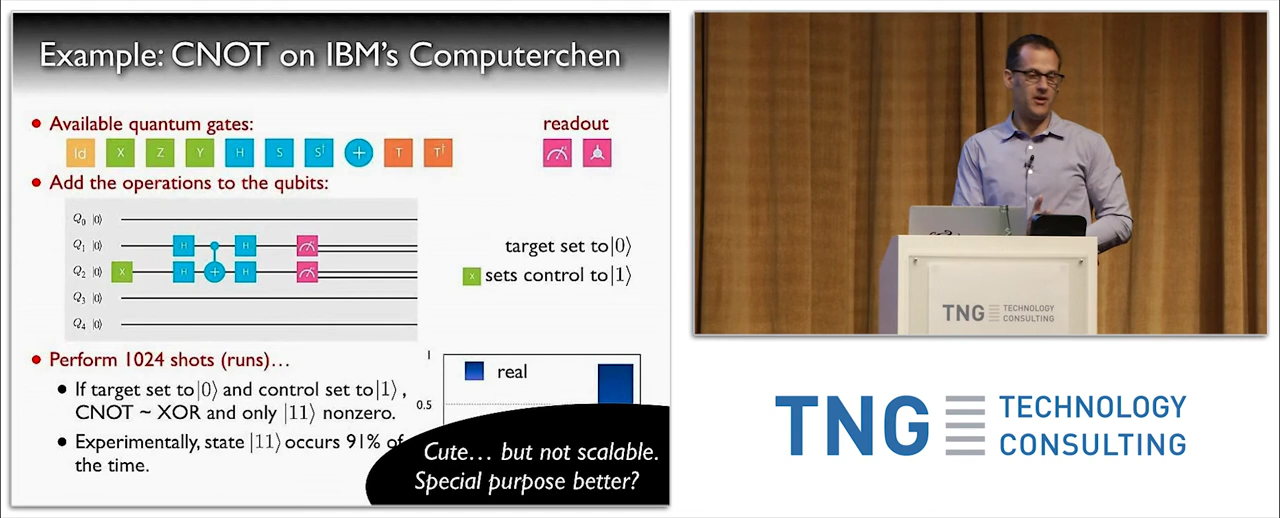 Example: CNOT on IBM's Computerchen
• Available quantum gates:
readout
Id X Z Y H S S† T T†
• Add the operations to the qubits:
Q₀ |0⟩
Q₁ |0⟩ H H
Q₂ |0⟩ X H H
Q₃ |0⟩
Q₄ |0⟩
target set to |0⟩
X sets control to |1⟩
• Perform 1024 shots (runs)…
• If target set to |0⟩ and control set to |1⟩ ,
CNOT ~ XOR and only |11⟩ nonzero.
• Experimentally, state |11⟩ occurs 91% of
the time.
1
real
0.5
Cute… but not scalable.
Special purpose better?
TNG TECHNOLOGY
CONSULTING
TNG TECHNOLOGY
CONSULTING